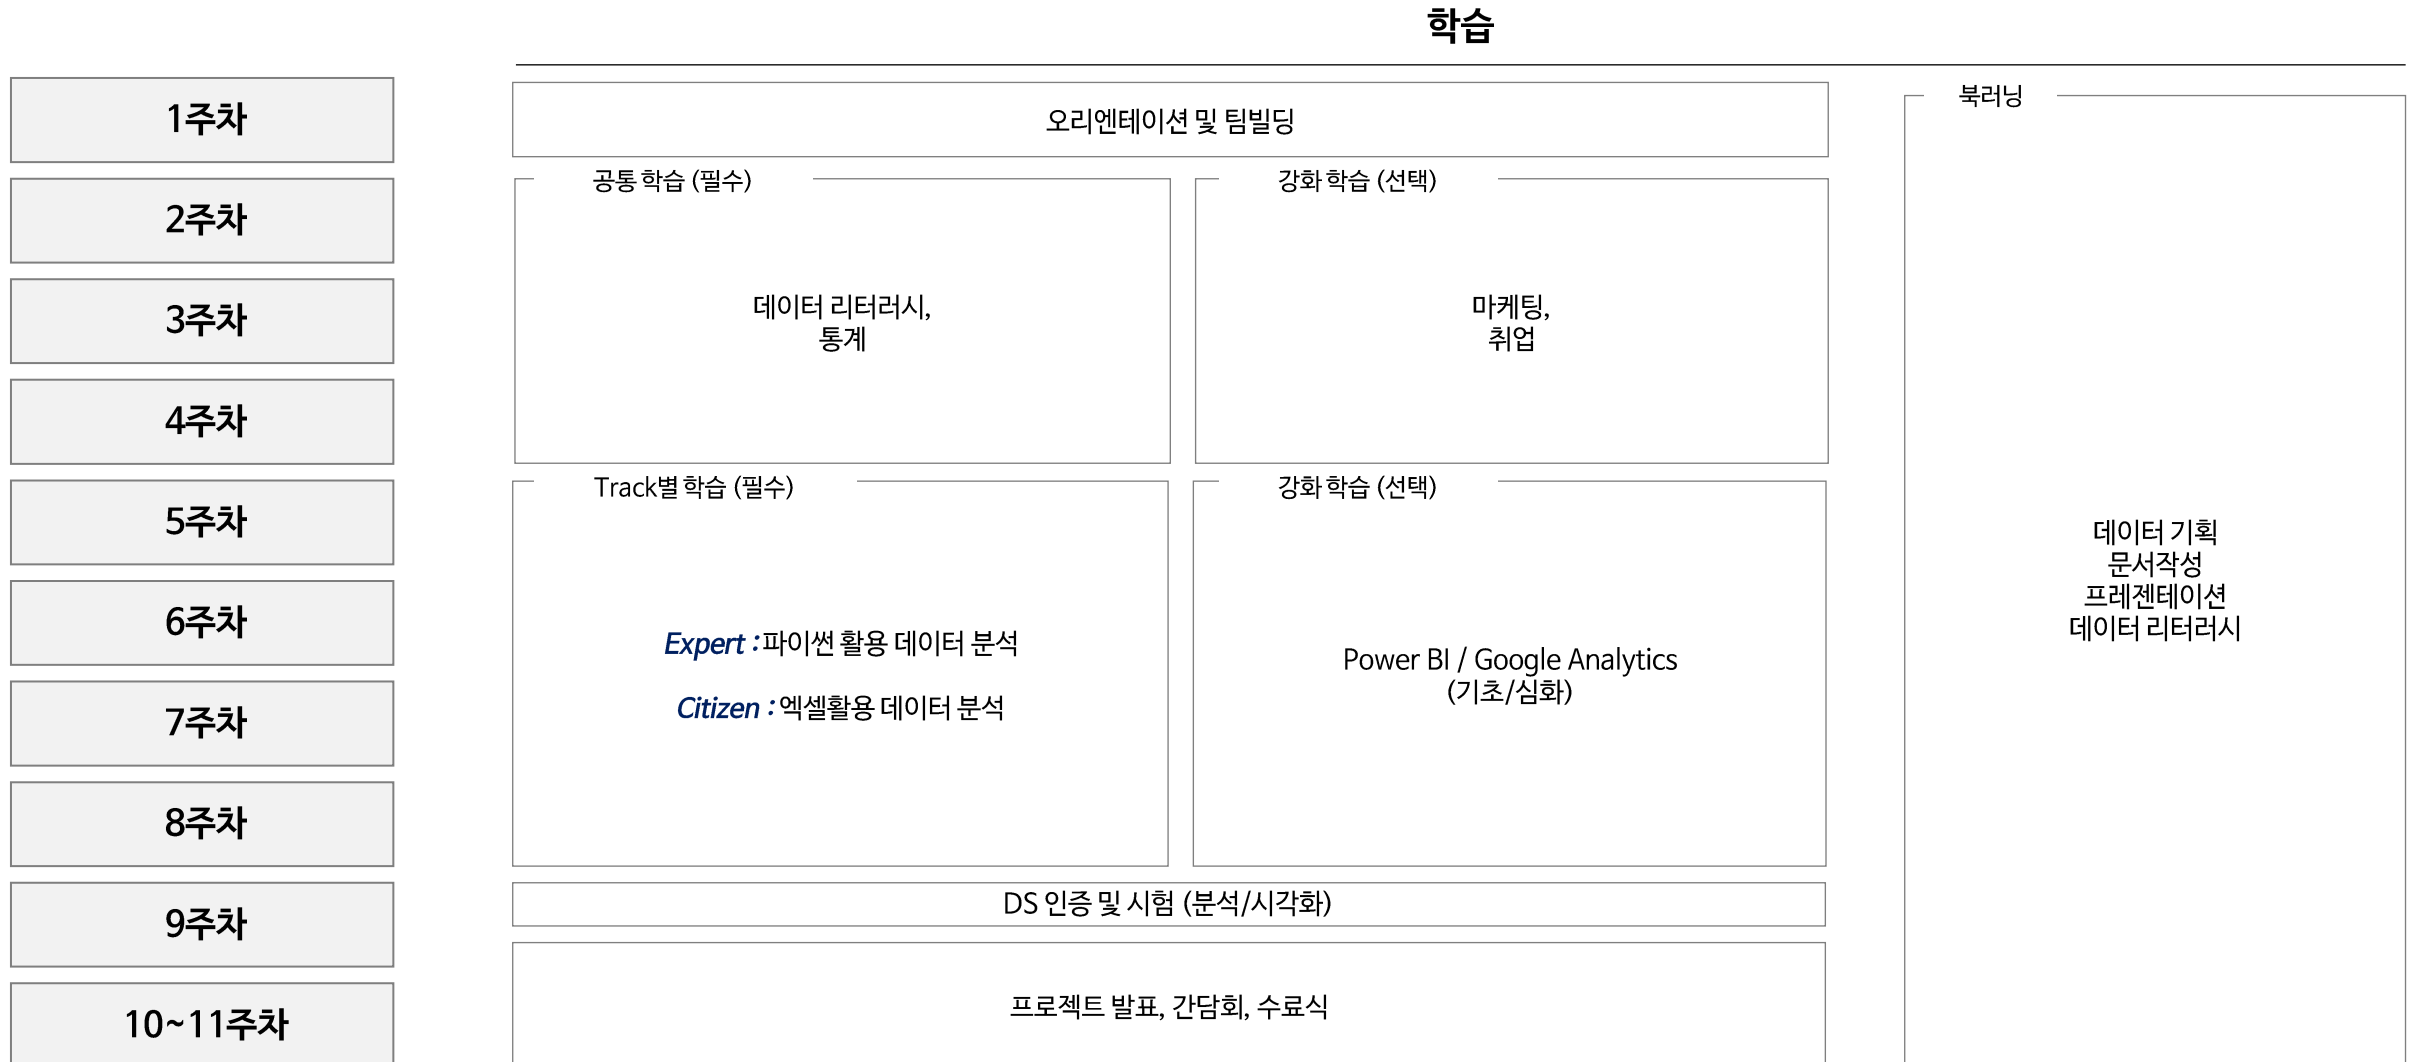 학습
1주차
2주차
3주차
4주차
5주차
6주차
7주차
8주차
9주차
10~11주차
오리엔테이션 및 팀빌딩
공통 학습 (필수)
데이터 리터러시,
통계
강화 학습 (선택)
마케팅,
취업
Track별 학습 (필수)
Expert : 파이썬 활용 데이터 분석
Citizen : 엑셀활용 데이터 분석
강화 학습 (선택)
Power BI / Google Analytics
(기초/심화)
DS 인증 및 시험 (분석/시각화)
프로젝트 발표, 간담회, 수료식
북러닝
데이터 기획
문서작성
프레젠테이션
데이터 리터러시